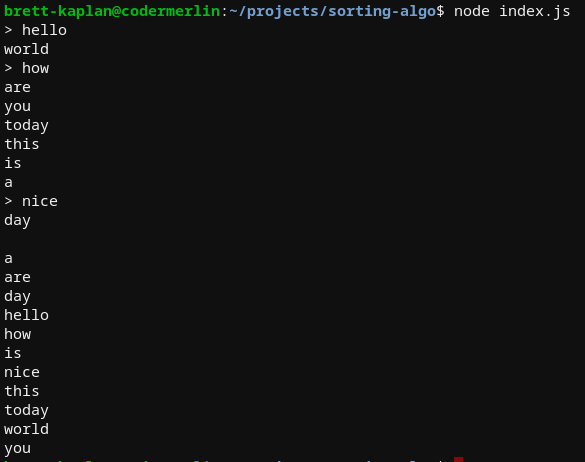 brett-kaplan@codermerlin:~/projects/sorting-algo$ node index.js
> hello
world
> how
are
you
today
this
is
a
> nice
day
a
are
day
hello
how
is
nice
this
today
world
you